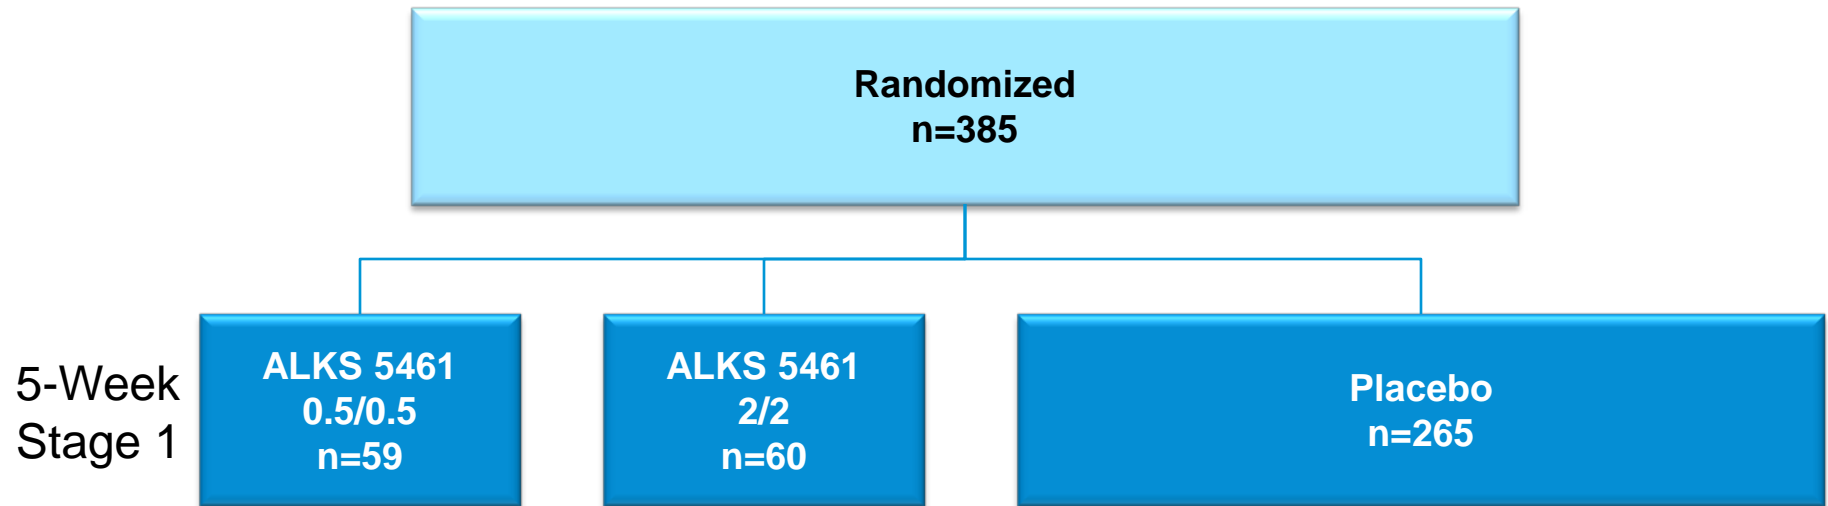 Randomized
n=385
5-Week
Stage 1
ALKS 5461
0.5/0.5
n=59
ALKS 5461
2/2
n=60
Placebo
n=265